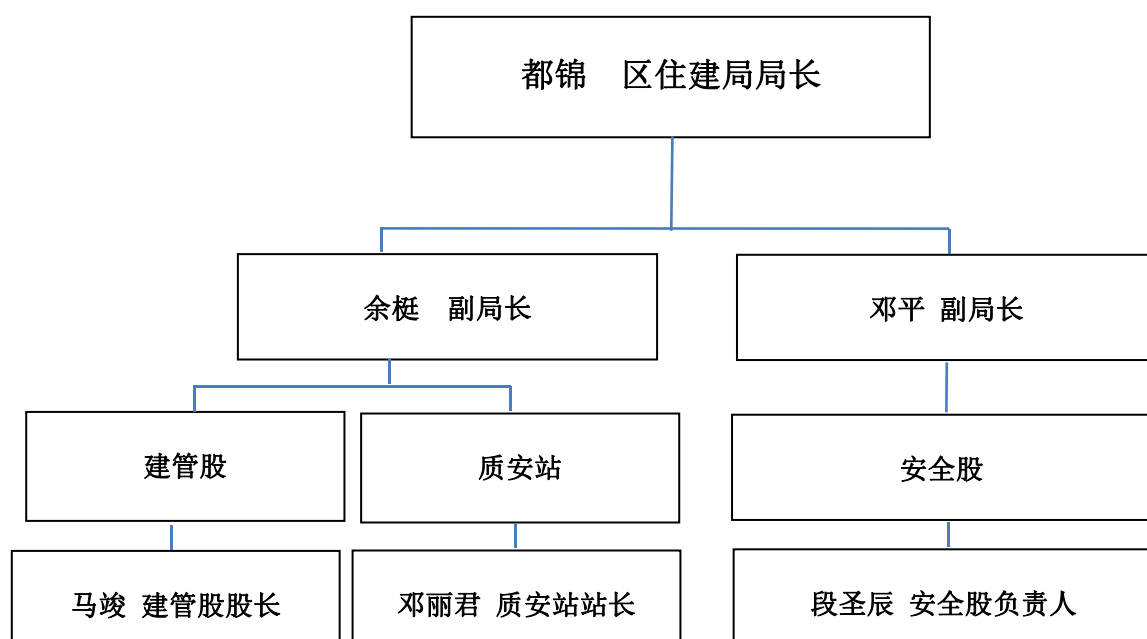 都锦 区住建局局长
余梃 副局长
邓平 副局长
建管股
质安站
安全股
马竣 建管股股长
邓丽君 质安站站长
段圣辰 安全股负责人